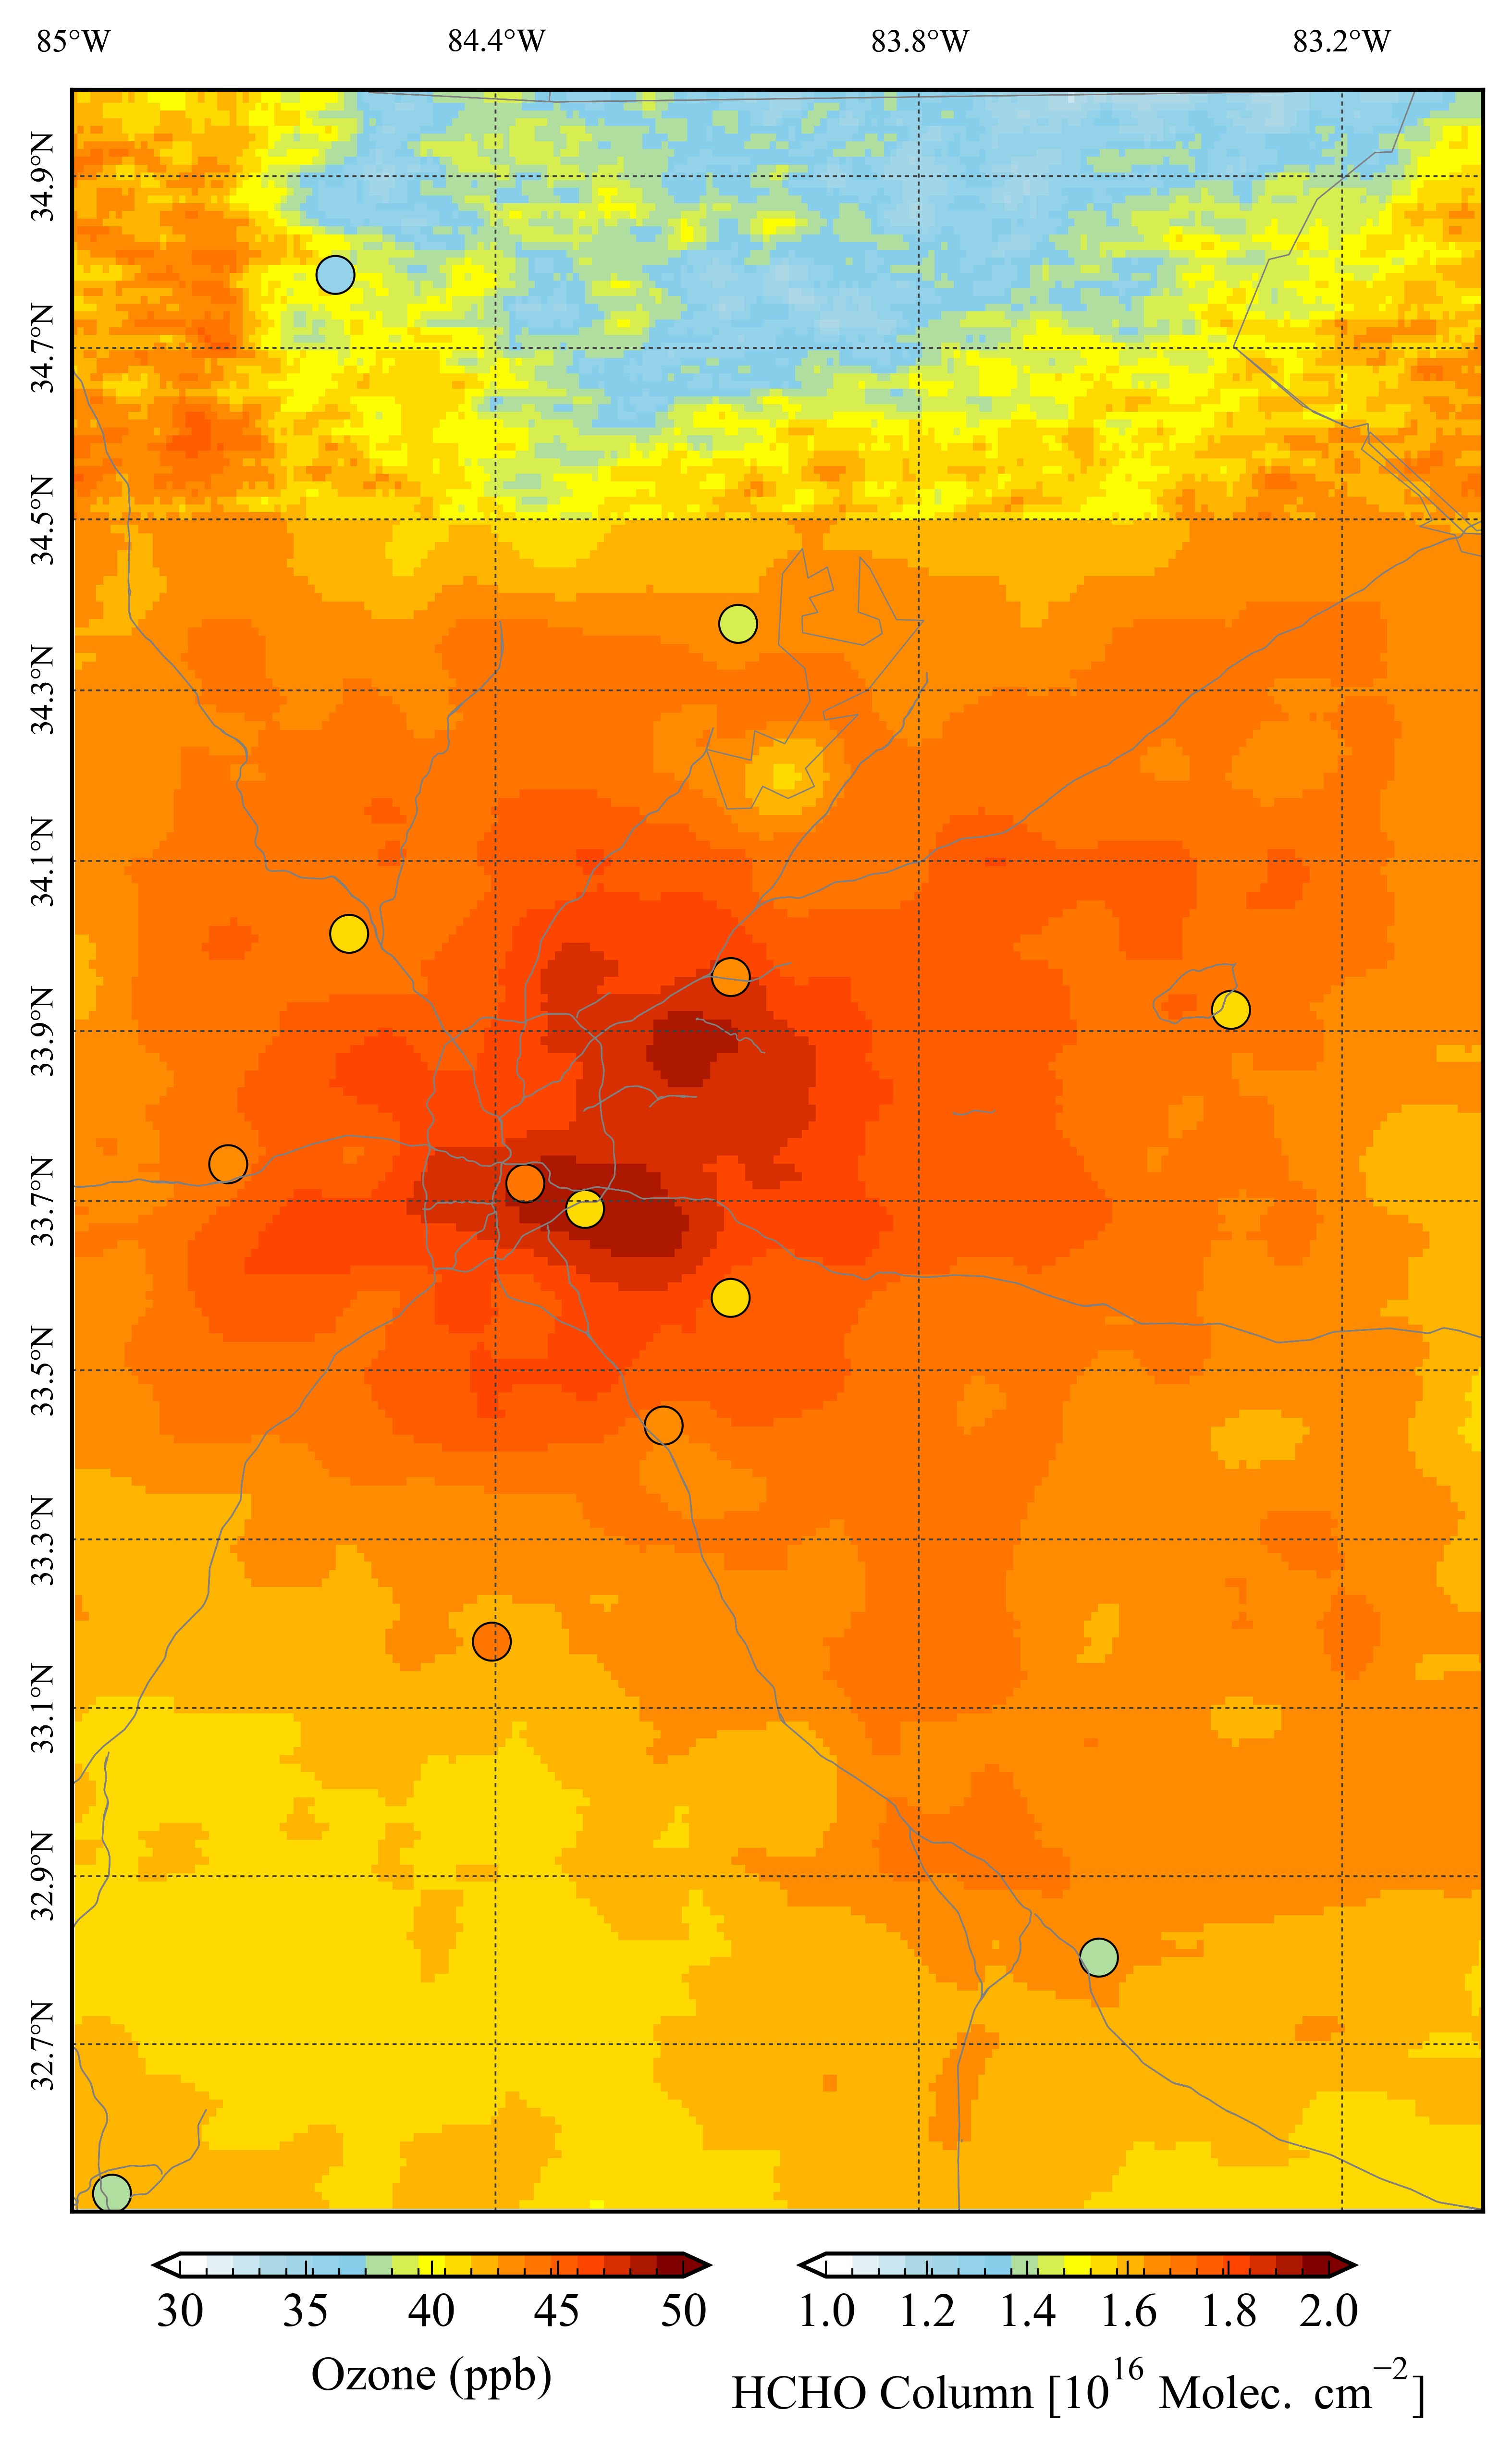 85°W 84.4°W 83.8°W 83.2°W
34.9°N
34.7°N
34.5°N
34.3°N
34.1°N
33.9°N
33.7°N
33.5°N
33.3°N
33.1°N
32.9°N
32.7°N
30 35 40 45 50
Ozone (ppb)
1.0 1.2 1.4 1.6 1.8 2.0
HCHO Column [10¹⁶ Molec. cm⁻²]